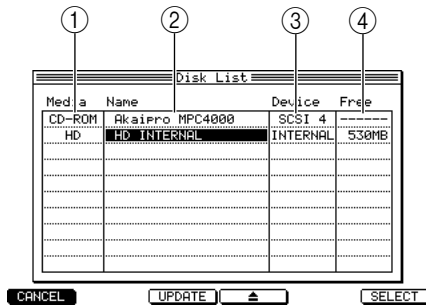 ① ② ③ ④
Disk List
Media Name Device Free
CD-ROM Akaipro MPC4000 SCSI 4 ------
HD HD INTERNAL INTERNAL 530MB
CANCEL UPDATE ▲ SELECT